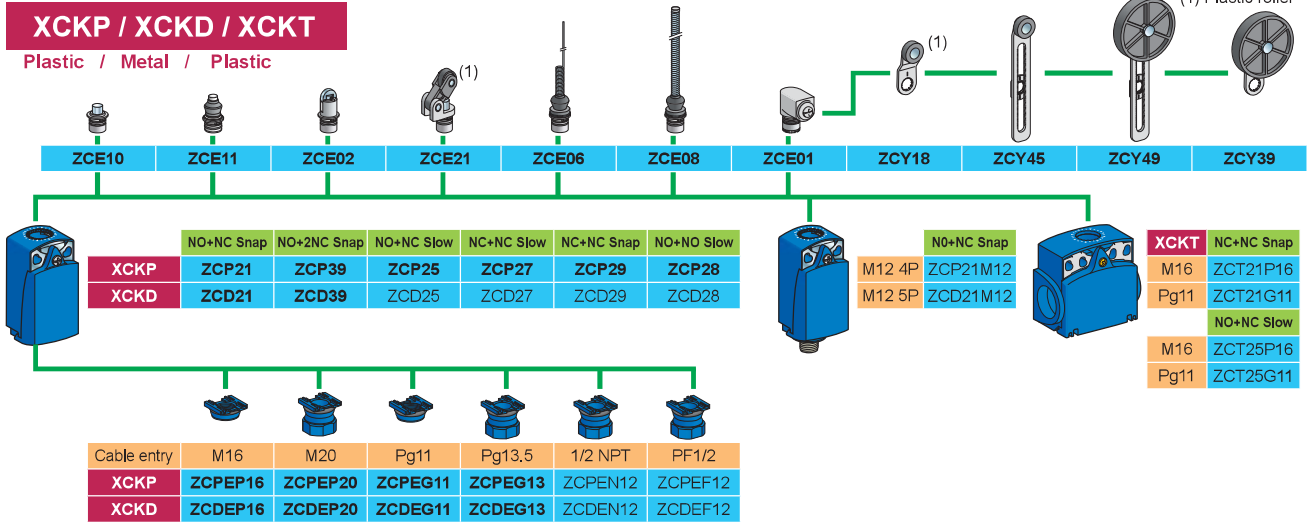 (1) Plastic roller
XCKP / XCKD / XCKT
Plastic / Metal / Plastic
(1)
(1)
ZCE10 ZCE11 ZCE02 ZCE21 ZCE06 ZCE08 ZCE01 ZCY18 ZCY45 ZCY49 ZCY39
NO+NC Snap NO+2NC Snap NO+NC Slow NC+NC Slow NC+NC Snap NO+NO Slow
XCKP ZCP21 ZCP39 ZCP25 ZCP27 ZCP29 ZCP28
XCKD ZCD21 ZCD39 ZCD25 ZCD27 ZCD29 ZCD28
N0+NC Snap
M12 4P ZCP21M12
M12 5P ZCD21M12
XCKT NC+NC Snap
M16 ZCT21P16
Pg11 ZCT21G11
NO+NC Slow
M16 ZCT25P16
Pg11 ZCT25G11
Cable entry M16 M20 Pg11 Pg13.5 1/2 NPT PF1/2
XCKP ZCPEP16 ZCPEP20 ZCPEG11 ZCPEG13 ZCPEN12 ZCPEF12
XCKD ZCDEP16 ZCDEP20 ZCDEG11 ZCDEG13 ZCDEN12 ZCDEF12